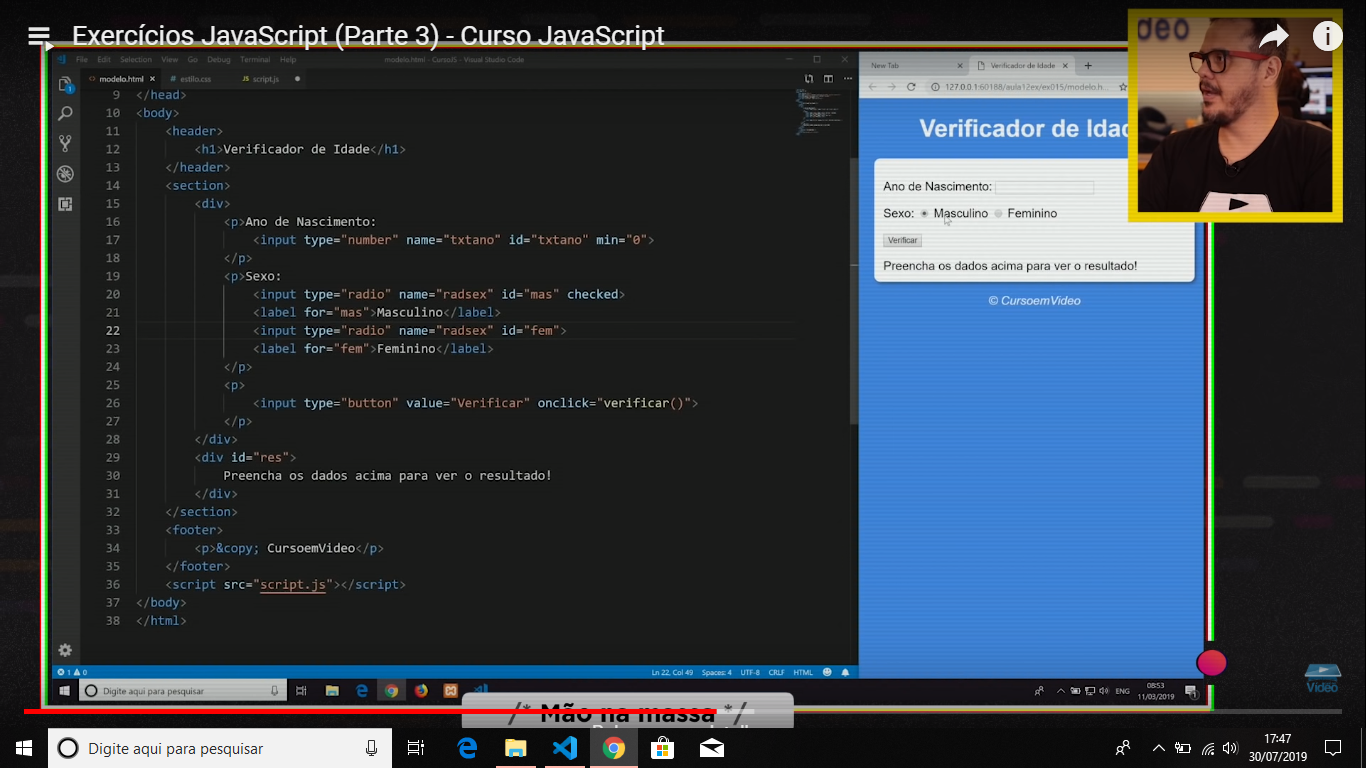 Exercícios JavaScript (Parte 3) - Curso JavaScript
deo
File Edit Selection View Go Debug Terminal Help
modelo.html - CursoJS - Visual Studio Code
modelo.html
estilo.css
script.js
9 </head>
10 <body>
11 <header>
12 <h1>Verificador de Idade</h1>
13 </header>
14 <section>
15 <div>
16 <p>Ano de Nascimento:
17 <input type="number" name="txtano" id="txtano" min="0">
18 </p>
19 <p>Sexo:
20 <input type="radio" name="radsex" id="mas" checked>
21 <label for="mas">Masculino</label>
22 <input type="radio" name="radsex" id="fem">
23 <label for="fem">Feminino</label>
24 </p>
25 <p>
26 <input type="button" value="Verificar" onclick="verificar()">
27 </p>
28 </div>
29 <div id="res">
30 Preencha os dados acima para ver o resultado!
31 </div>
32 </section>
33 <footer>
34 <p>&copy; CursoemVideo</p>
35 </footer>
36 <script src="script.js"></script>
37 </body>
38 </html>
1 0
Ln 22, Col 49 Spaces: 4 UTF-8 CRLF HTML
New Tab
Verificador de Idade
127.0.0.1:60188/aula12ex/ex015/modelo.h...
Verificador de Idad
Ano de Nascimento:
Sexo: Masculino Feminino
Verificar
Preencha os dados acima para ver o resultado!
© CursoemVideo
Vídeo
Digite aqui para pesquisar
ENG
08:53
11/03/2019
1
/* Mão na massa */
Digite aqui para pesquisar
17:47
30/07/2019